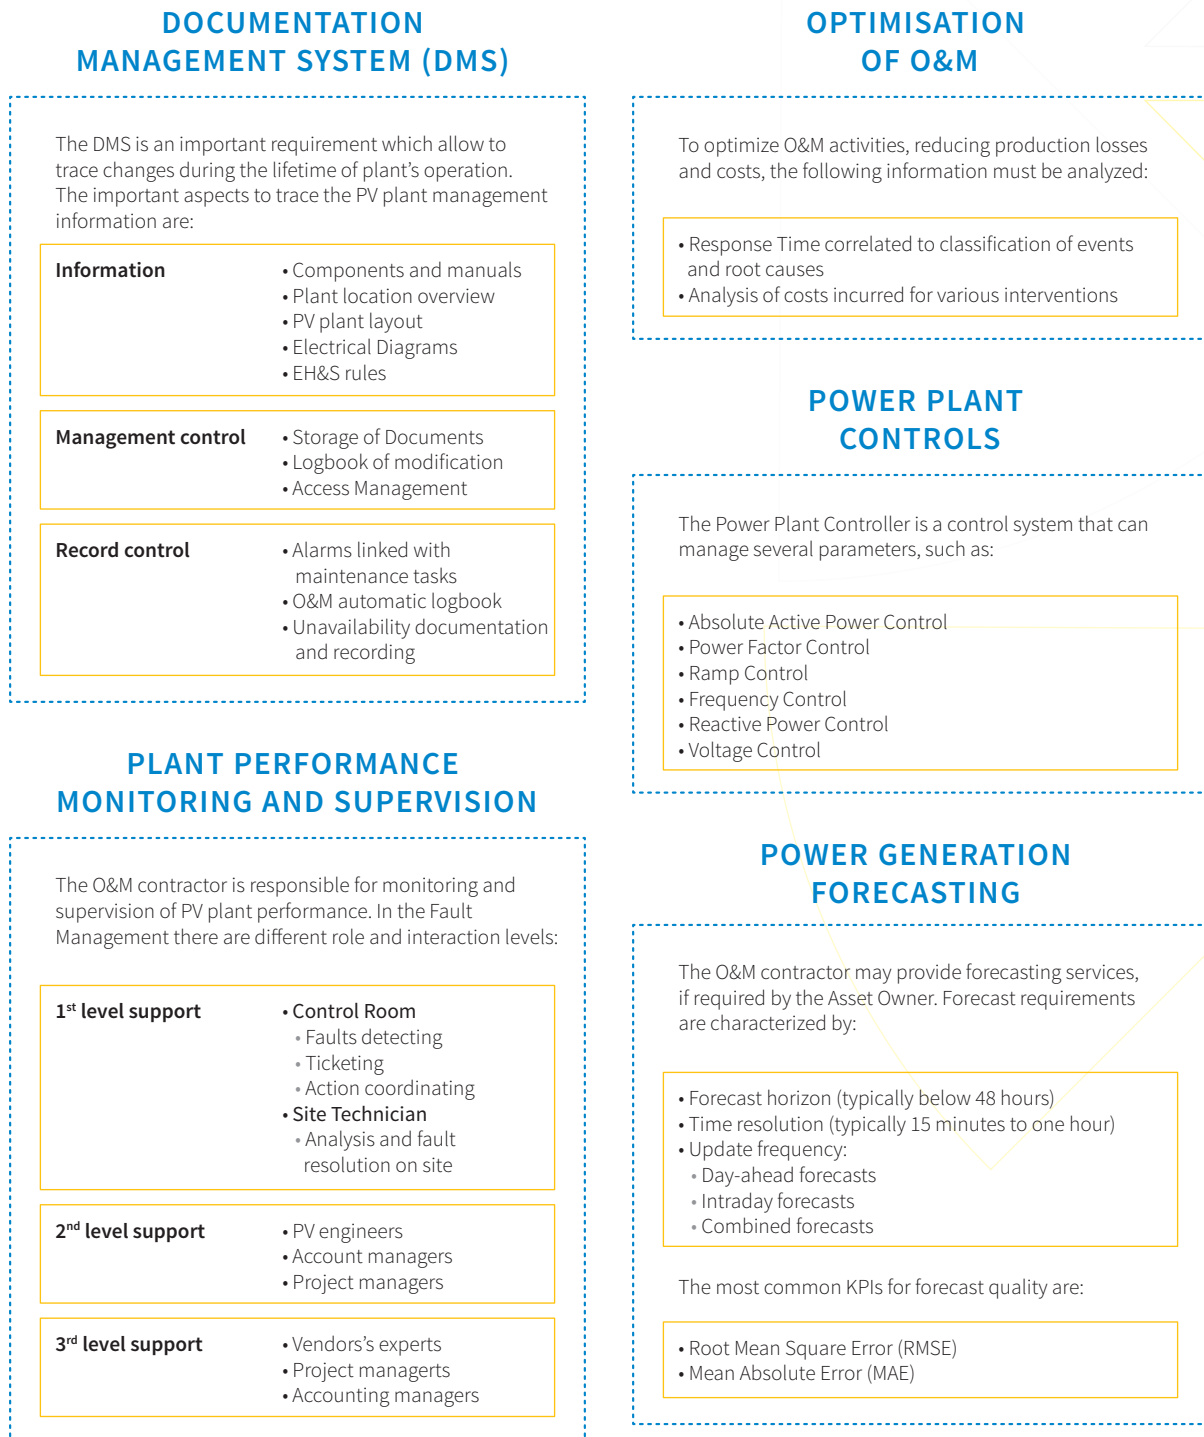 DOCUMENTATION
MANAGEMENT SYSTEM (DMS)
The DMS is an important requirement which allow to
trace changes during the lifetime of plant's operation.
The important aspects to trace the PV plant management
information are:
Information
• Components and manuals
• Plant location overview
• PV plant layout
• Electrical Diagrams
• EH&S rules
Management control
• Storage of Documents
• Logbook of modification
• Access Management
Record control
• Alarms linked with
maintenance tasks
• O&M automatic logbook
• Unavailability documentation
and recording
PLANT PERFORMANCE
MONITORING AND SUPERVISION
The O&M contractor is responsible for monitoring and
supervision of PV plant performance. In the Fault
Management there are different role and interaction levels:
1st level support
• Control Room
• Faults detecting
• Ticketing
• Action coordinating
• Site Technician
• Analysis and fault
resolution on site
2nd level support
• PV engineers
• Account managers
• Project managers
3rd level support
• Vendors's experts
• Project managerts
• Accounting managers
OPTIMISATION
OF O&M
To optimize O&M activities, reducing production losses
and costs, the following information must be analyzed:
• Response Time correlated to classification of events
and root causes
• Analysis of costs incurred for various interventions
POWER PLANT
CONTROLS
The Power Plant Controller is a control system that can
manage several parameters, such as:
• Absolute Active Power Control
• Power Factor Control
• Ramp Control
• Frequency Control
• Reactive Power Control
• Voltage Control
POWER GENERATION
FORECASTING
The O&M contractor may provide forecasting services,
if required by the Asset Owner. Forecast requirements
are characterized by:
• Forecast horizon (typically below 48 hours)
• Time resolution (typically 15 minutes to one hour)
• Update frequency:
• Day-ahead forecasts
• Intraday forecasts
• Combined forecasts
The most common KPIs for forecast quality are:
• Root Mean Square Error (RMSE)
• Mean Absolute Error (MAE)